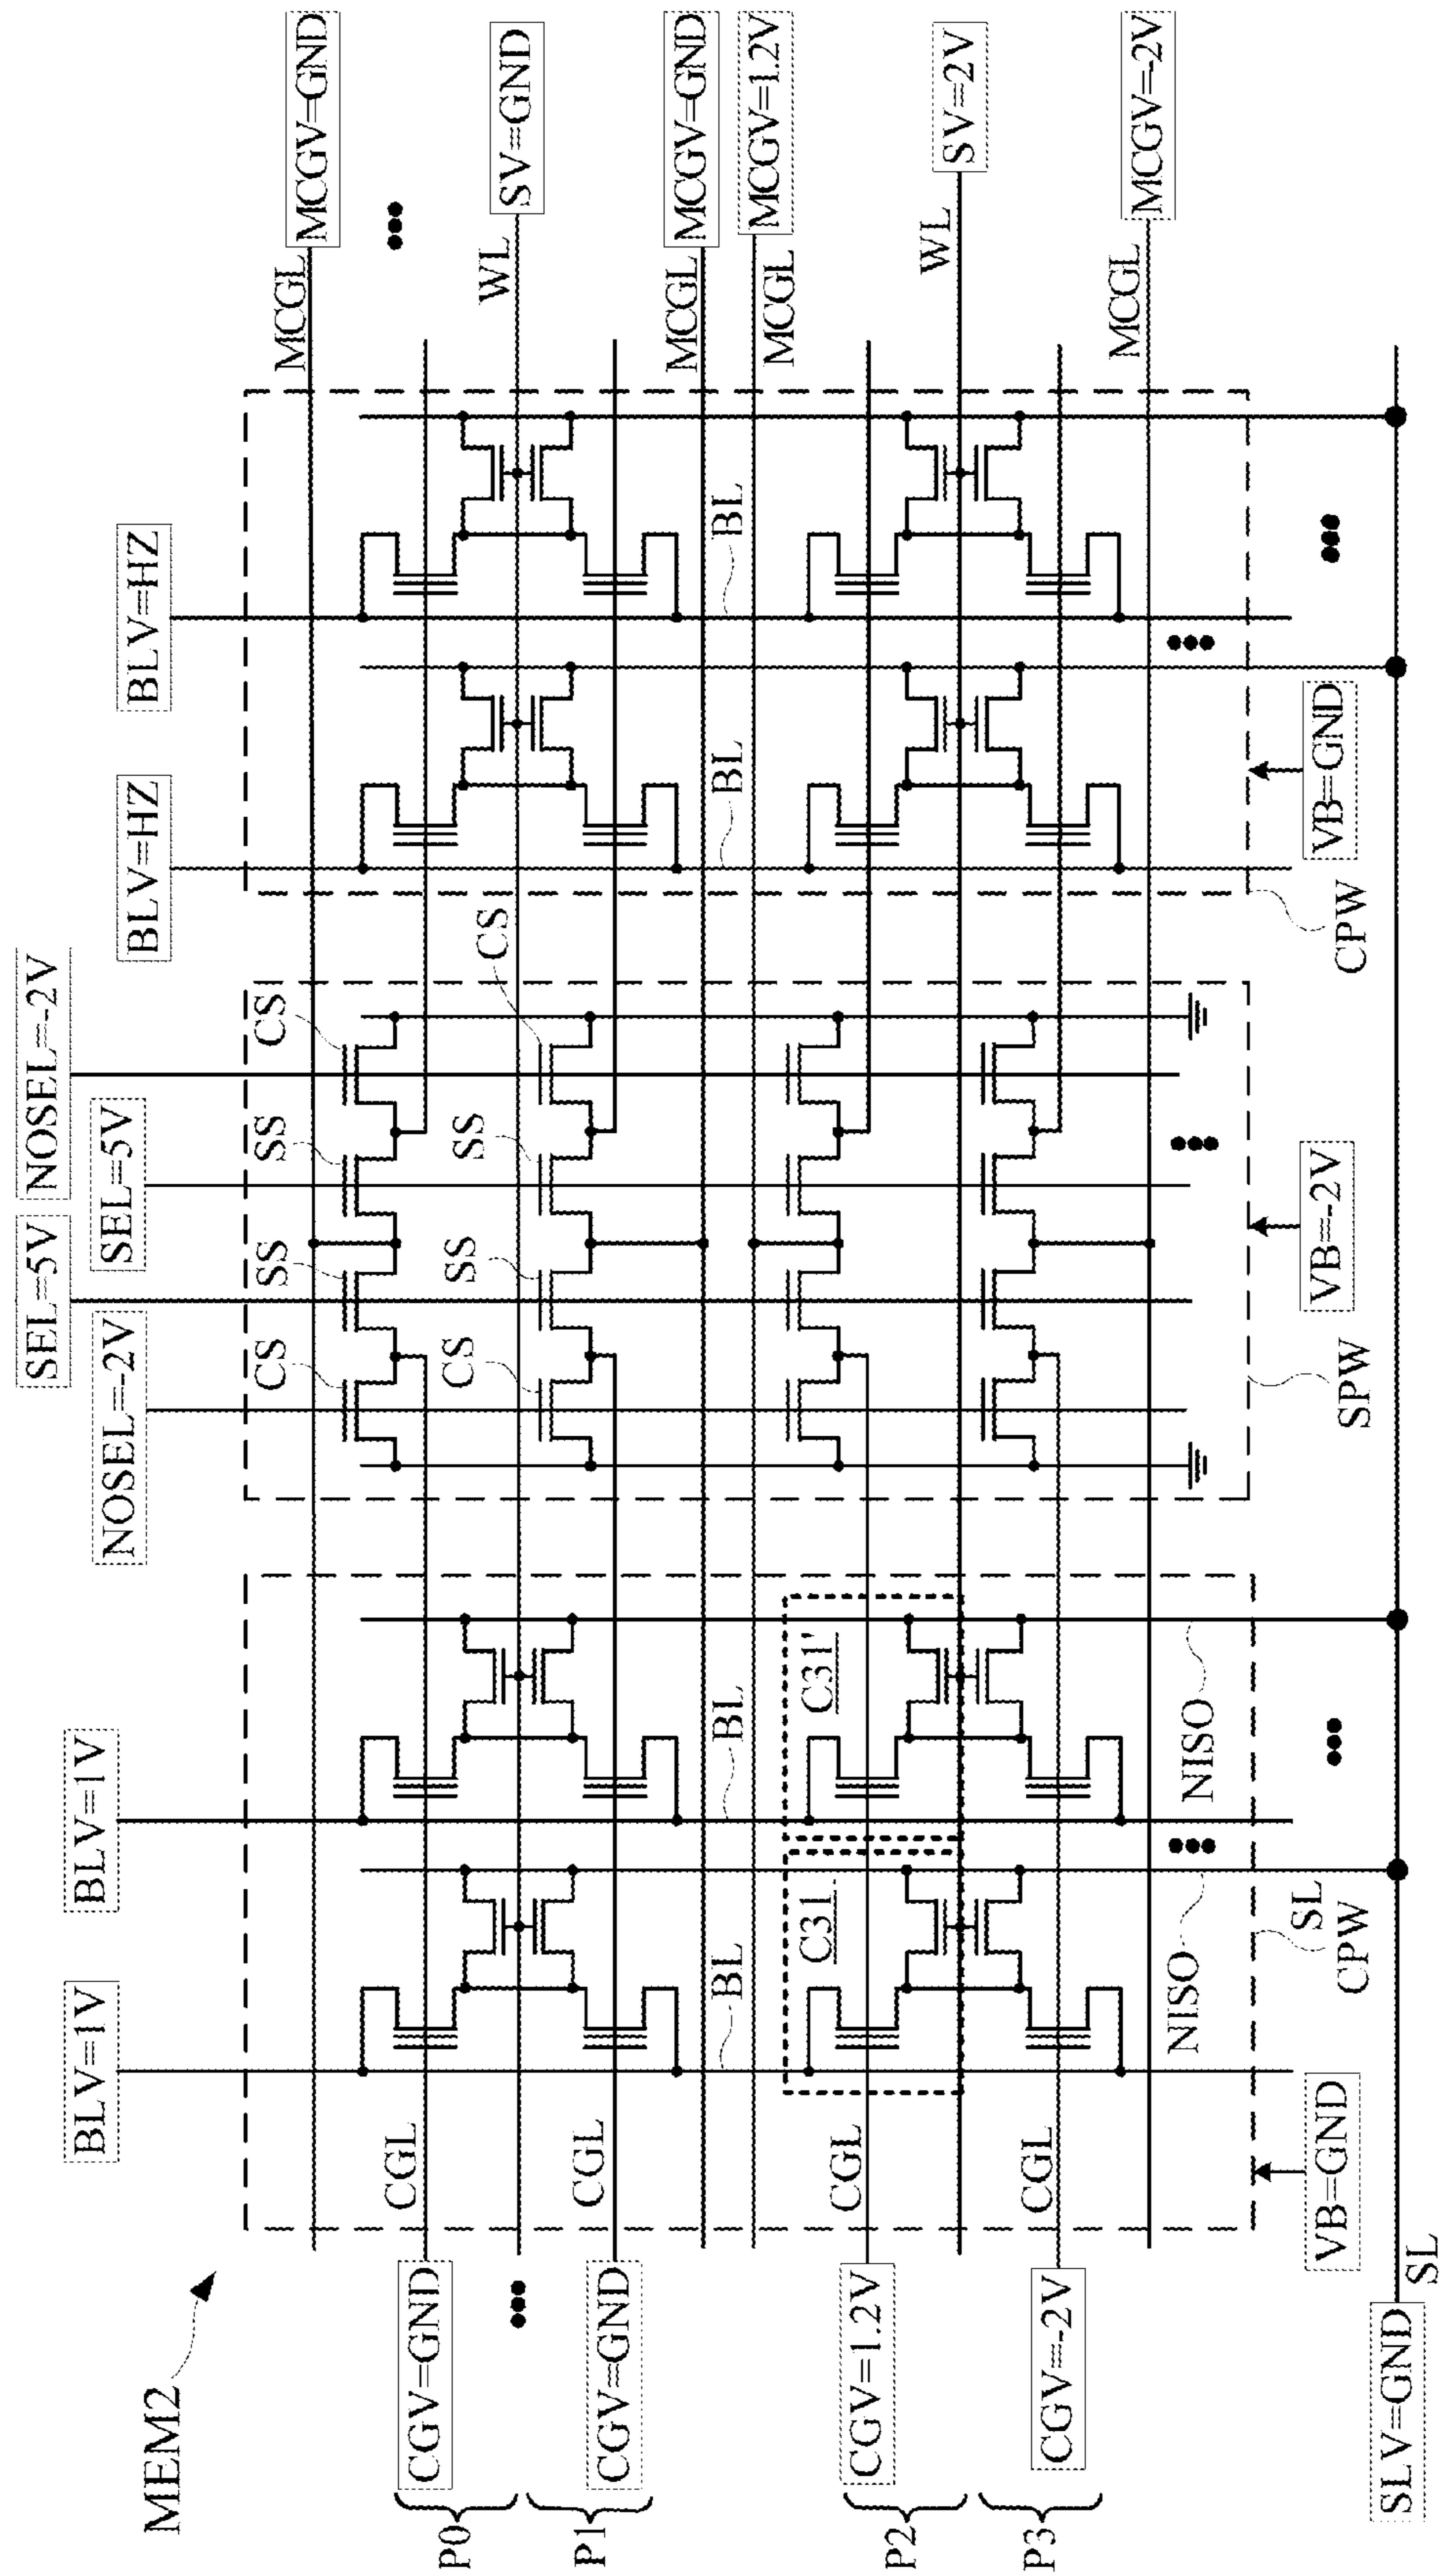 MEM2
P0
P1
P2
P3
CGV=GND
CGV=GND
CGV=1.2V
CGV=-2V
SLV=GND
SL
CGL
CGL
CGL
CGL
VB=GND
BLV=1V
BLV=1V
BL
BL
C31
C31'
NISO
NISO
SL
CPW
NOSEL=-2V
SEL=5V
SEL=5V
NOSEL=-2V
CS
SS
SS
CS
CS
SS
SS
CS
SPW
VB=-2V
BLV=HZ
BLV=HZ
BL
BL
CPW
VB=GND
MCGL
WL
MCGL
MCGL
WL
MCGL
MCGV=GND
SV=GND
MCGV=GND
MCGV=1.2V
SV=2V
MCGV=-2V